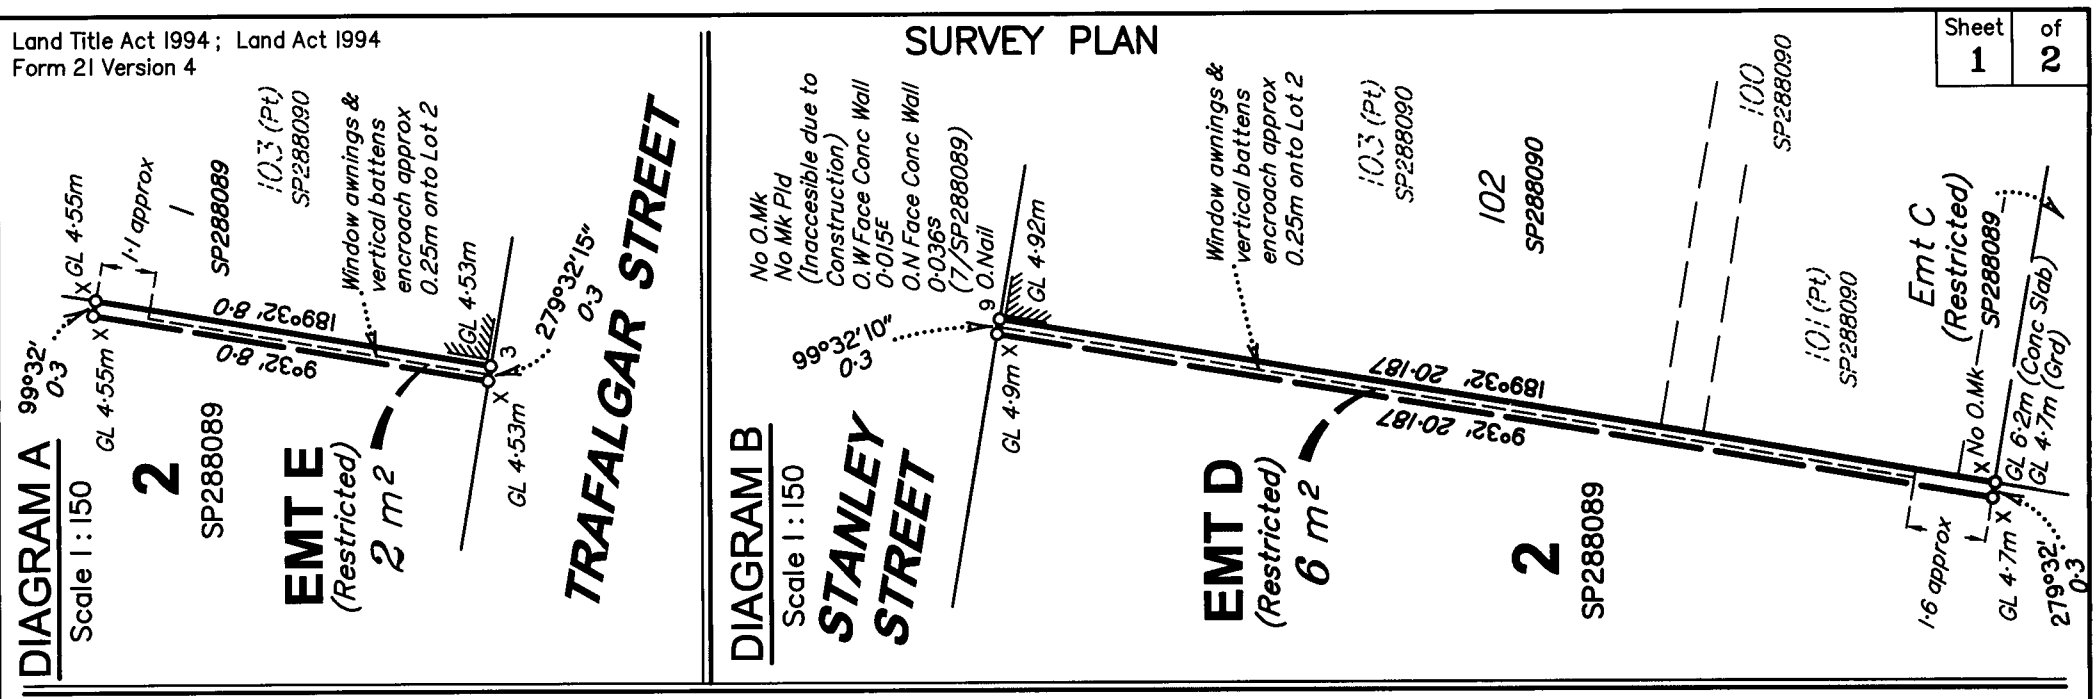 Land Title Act 1994 ; Land Act 1994
Form 21 Version 4
SURVEY PLAN
Sheet
1
of
2
DIAGRAM A
Scale 1 : 150
99°32'
0·3
GL 4·55m
GL 4·55m
X
X
1·1 approx
1
SP288089
103 (Pt)
SP288090
Window awnings &
vertical battens
encroach approx
0.25m onto Lot 2
189°32' 8·0
9°32' 8·0
GL 4·53m
3
X
GL 4·53m
279°32'15"
0·3
2
SP288089
EMT E
(Restricted)
2 m²
TRAFALGAR STREET
DIAGRAM B
Scale 1 : 150
STANLEY
STREET
No O.Mk
No Mk Pld
(Inaccesible due to
Construction)
O.W Face Conc Wall
0·015E
O.N Face Conc Wall
0·036S
(7/SP288089)
9 O.Nail
GL 4·92m
99°32'10"
0·3
GL 4·9m X
Window awnings &
vertical battens
encroach approx
0.25m onto Lot 2
103 (Pt)
SP288090
102
SP288090
100
SP288090
101 (Pt)
SP288090
189°32' 20·187
9°32' 20·187
EMT D
(Restricted)
6 m²
2
SP288089
Emt C
(Restricted)
SP288089
X No O.Mk
GL 6·2m (Conc Slab)
GL 4·7m (Grd)
4
GL 4·7m X
1·6 approx
279°32'
0·3